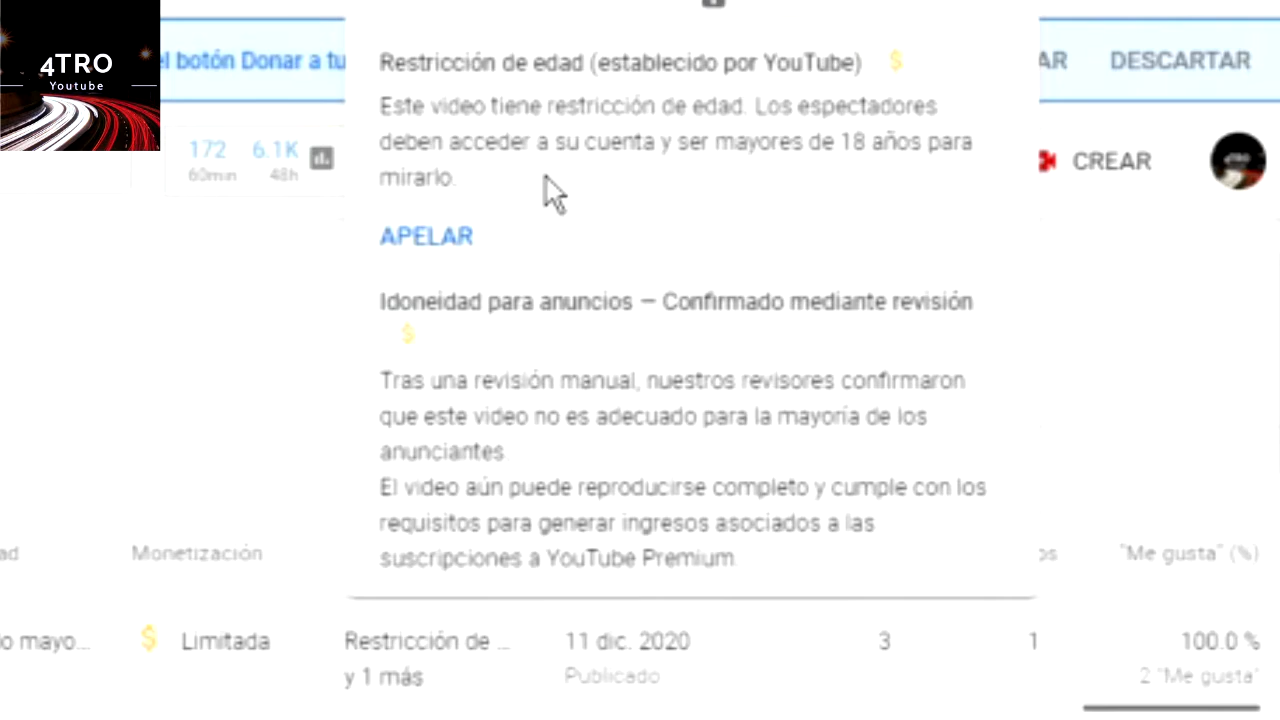 4TRO
Youtube
el botón Donar a tu
AR
DESCARTAR
172
6.1K
60min
48h
CREAR
Restricción de edad (establecido por YouTube)
$
Este video tiene restricción de edad. Los espectadores
deben acceder a su cuenta y ser mayores de 18 años para
mirarlo.
APELAR
Idoneidad para anuncios – Confirmado mediante revisión
$
Tras una revisión manual, nuestros revisores confirmaron
que este video no es adecuado para la mayoría de los
anunciantes.
El video aún puede reproducirse completo y cumple con los
requisitos para generar ingresos asociados a las
suscripciones a YouTube Premium.
ad
Monetización
os
"Me gusta" (%)
o mayo...
$ Limitada
Restricción de ...
11 dic. 2020
3
1
100.0 %
y 1 más
Publicado
2 "Me gusta"